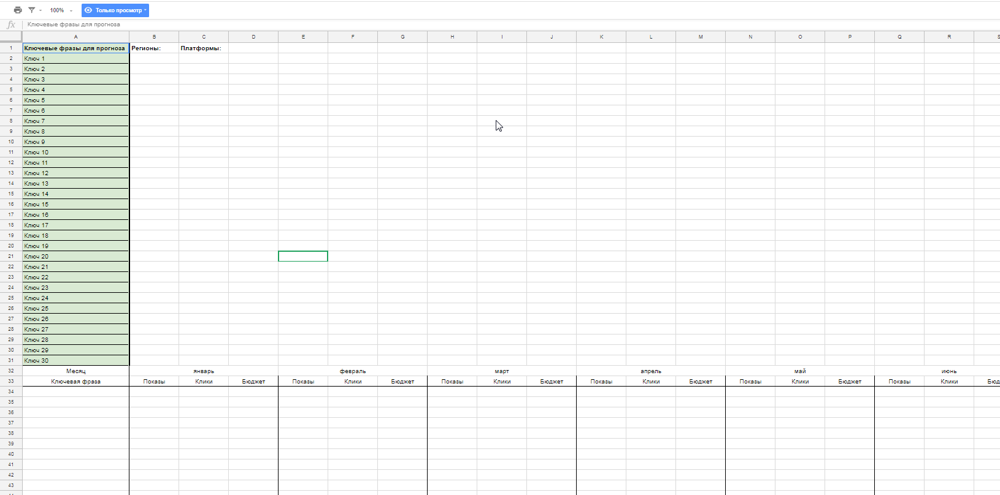 100% Только просмотр
fx Ключевые фразы для прогноза
A B C D E F G H I J K L M N O P Q R S
1 Ключевые фразы для прогноза Регионы: Платформы:
2 Ключ 1
3 Ключ 2
4 Ключ 3
5 Ключ 4
6 Ключ 5
7 Ключ 6
8 Ключ 7
9 Ключ 8
10 Ключ 9
11 Ключ 10
12 Ключ 11
13 Ключ 12
14 Ключ 13
15 Ключ 14
16 Ключ 15
17 Ключ 16
18 Ключ 17
19 Ключ 18
20 Ключ 19
21 Ключ 20
22 Ключ 21
23 Ключ 22
24 Ключ 23
25 Ключ 24
26 Ключ 25
27 Ключ 26
28 Ключ 27
29 Ключ 28
30 Ключ 29
31 Ключ 30
32 Месяц январь февраль март апрель май июнь
33 Ключевая фраза Показы Клики Бюджет Показы Клики Бюджет Показы Клики Бюджет Показы Клики Бюджет Показы Клики Бюджет Показы Клики Бюд
34
35
36
37
38
39
40
41
42
43